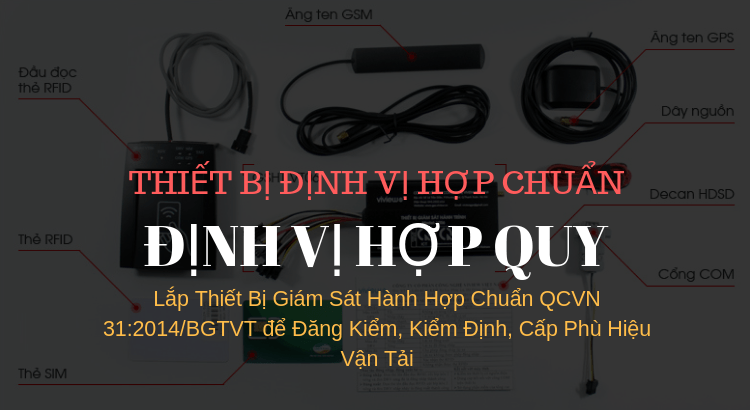 Ăng ten GSM
Ăng ten GPS
Đầu đọc
thẻ RFID
Dây nguồn
THIẾT BỊ ĐỊNH VỊ HỢP CHUẨN
Decan HDSD
ĐỊNH VỊ HỢP QUY
Thẻ RFID
Cổng COM
Lắp Thiết Bị Giám Sát Hành Hợp Chuẩn QCVN
31:2014/BGTVT để Đăng Kiểm, Kiểm Định, Cấp Phù Hiệu
Vận Tải
Thẻ SIM